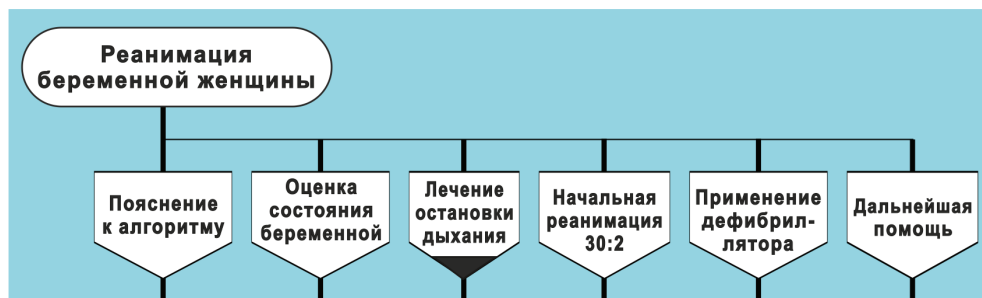 Реанимация
беременной женщины
Пояснение
к алгоритму
Оценка
состояния
беременной
Лечение
остановки
дыхания
Начальная
реанимация
30:2
Применение
дефибрил-
лятора
Дальнейшая
помощь